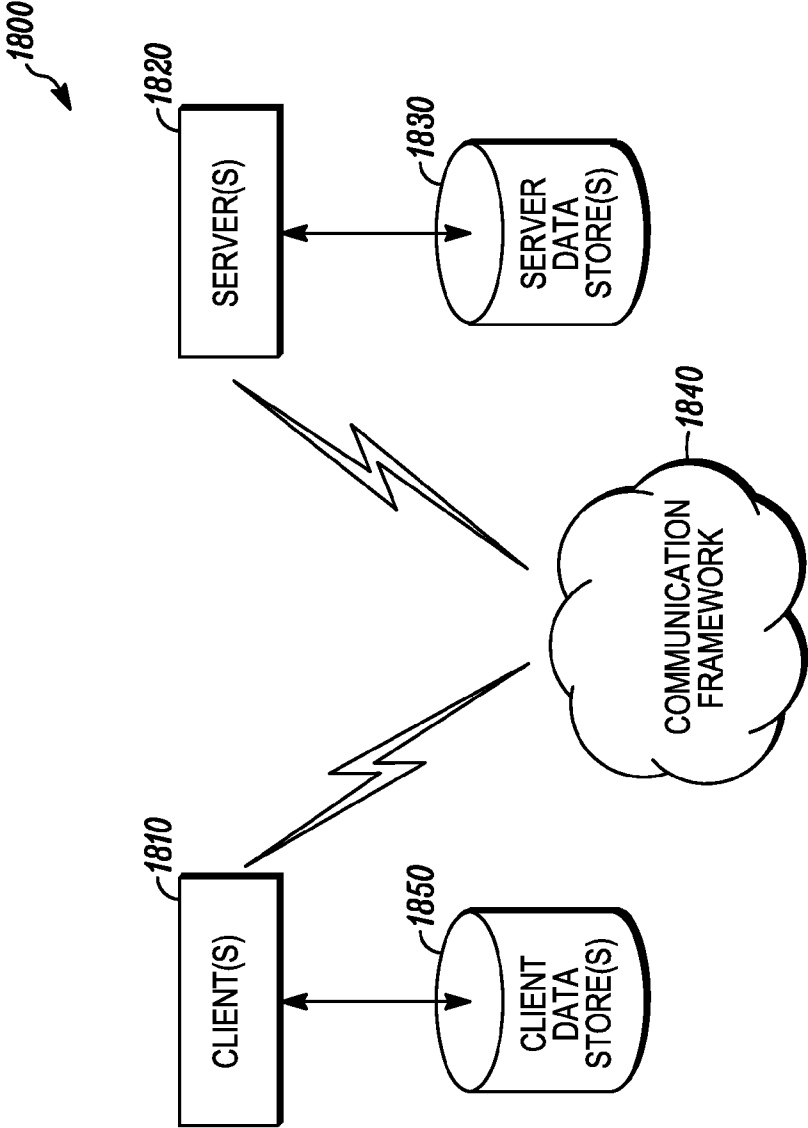 1800
1810
CLIENT(S)
1820
SERVER(S)
1850
CLIENT
DATA
STORE(S)
1830
SERVER
DATA
STORE(S)
1840
COMMUNICATION
FRAMEWORK